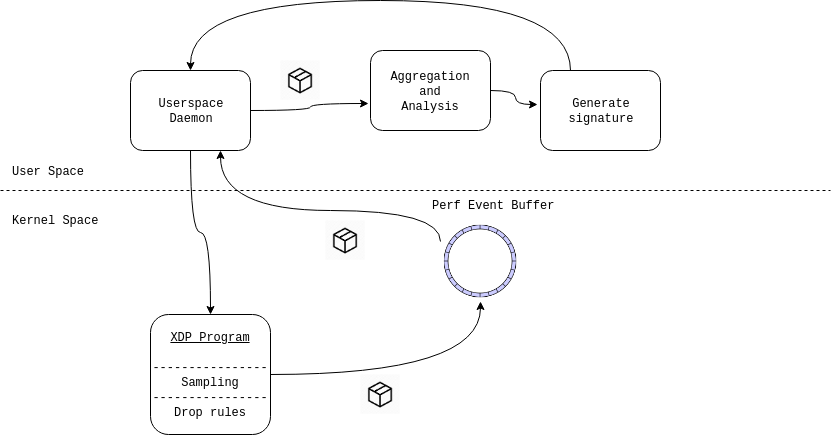 Userspace
Daemon
Aggregation
and
Analysis
Generate
signature
User Space
Kernel Space
Perf Event Buffer
XDP Program
Sampling
Drop rules